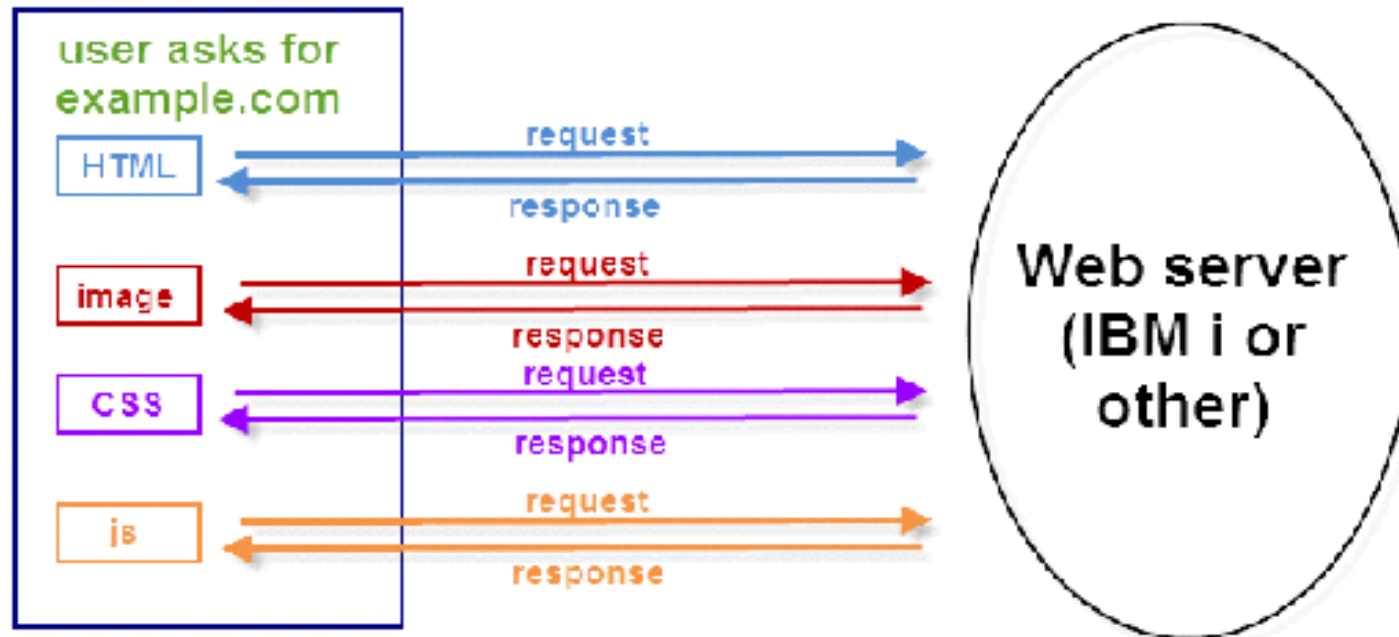 user asks for
example.com
HTML
request
response
image
request
response
CSS
request
response
js
request
response
Web server
(IBM i or
other)